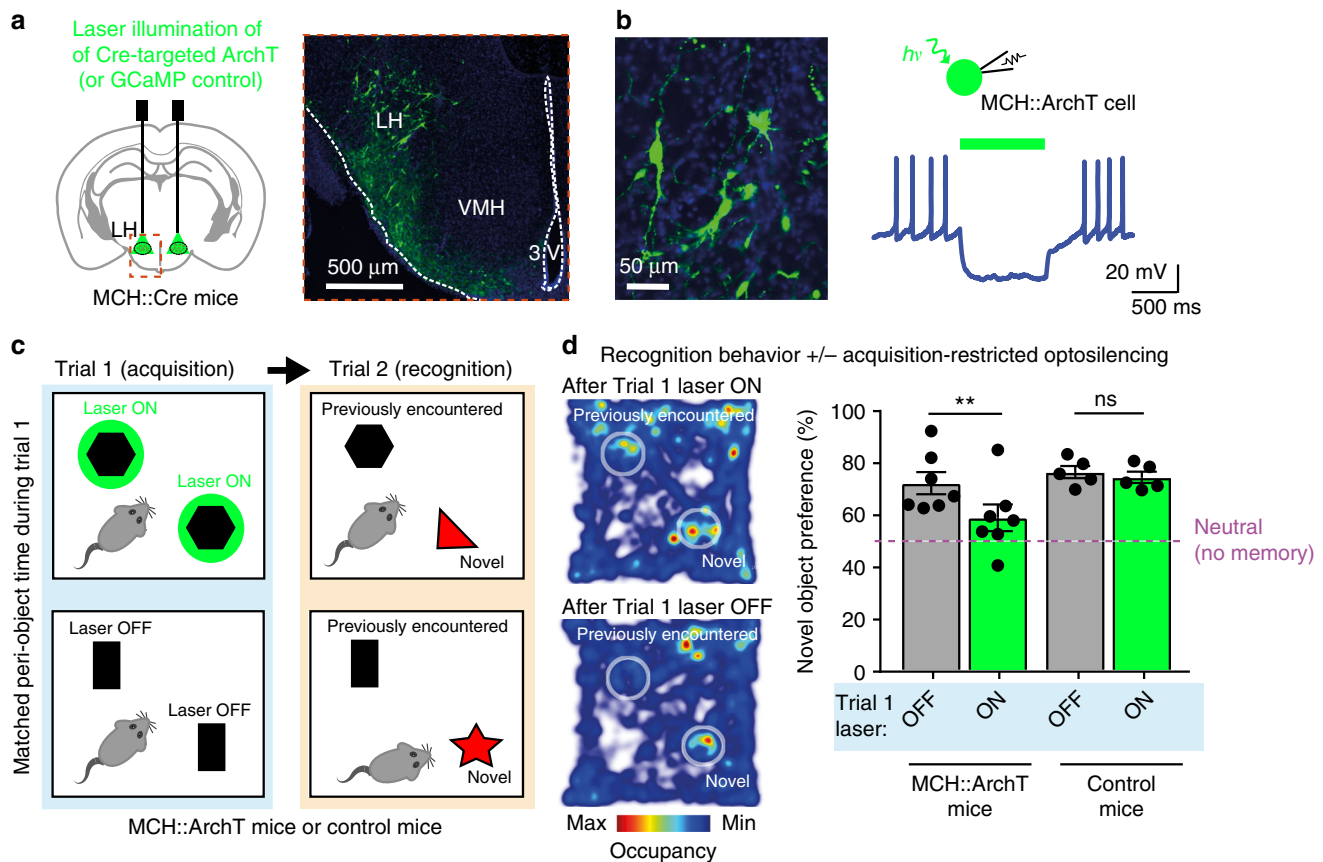 a
Laser illumination of
of Cre-targeted ArchT
(or GCaMP control)
LH
MCH::Cre mice
LH
VMH
3 V
500 μm
b
50 μm
hν
MCH::ArchT cell
20 mV
500 ms
c
Trial 1 (acquisition)
Trial 2 (recognition)
Matched peri-object time during trial 1
Laser ON
Laser ON
Previously encountered
Novel
Laser OFF
Laser OFF
Previously encountered
Novel
MCH::ArchT mice or control mice
d
Recognition behavior +/− acquisition-restricted optosilencing
After Trial 1 laser ON
Previously encountered
Novel
After Trial 1 laser OFF
Previously encountered
Novel
Max
Min
Occupancy
Novel object preference (%)
100
80
60
40
20
0
**
ns
Neutral
(no memory)
Trial 1
laser:
OFF
ON
OFF
ON
MCH::ArchT
mice
Control
mice